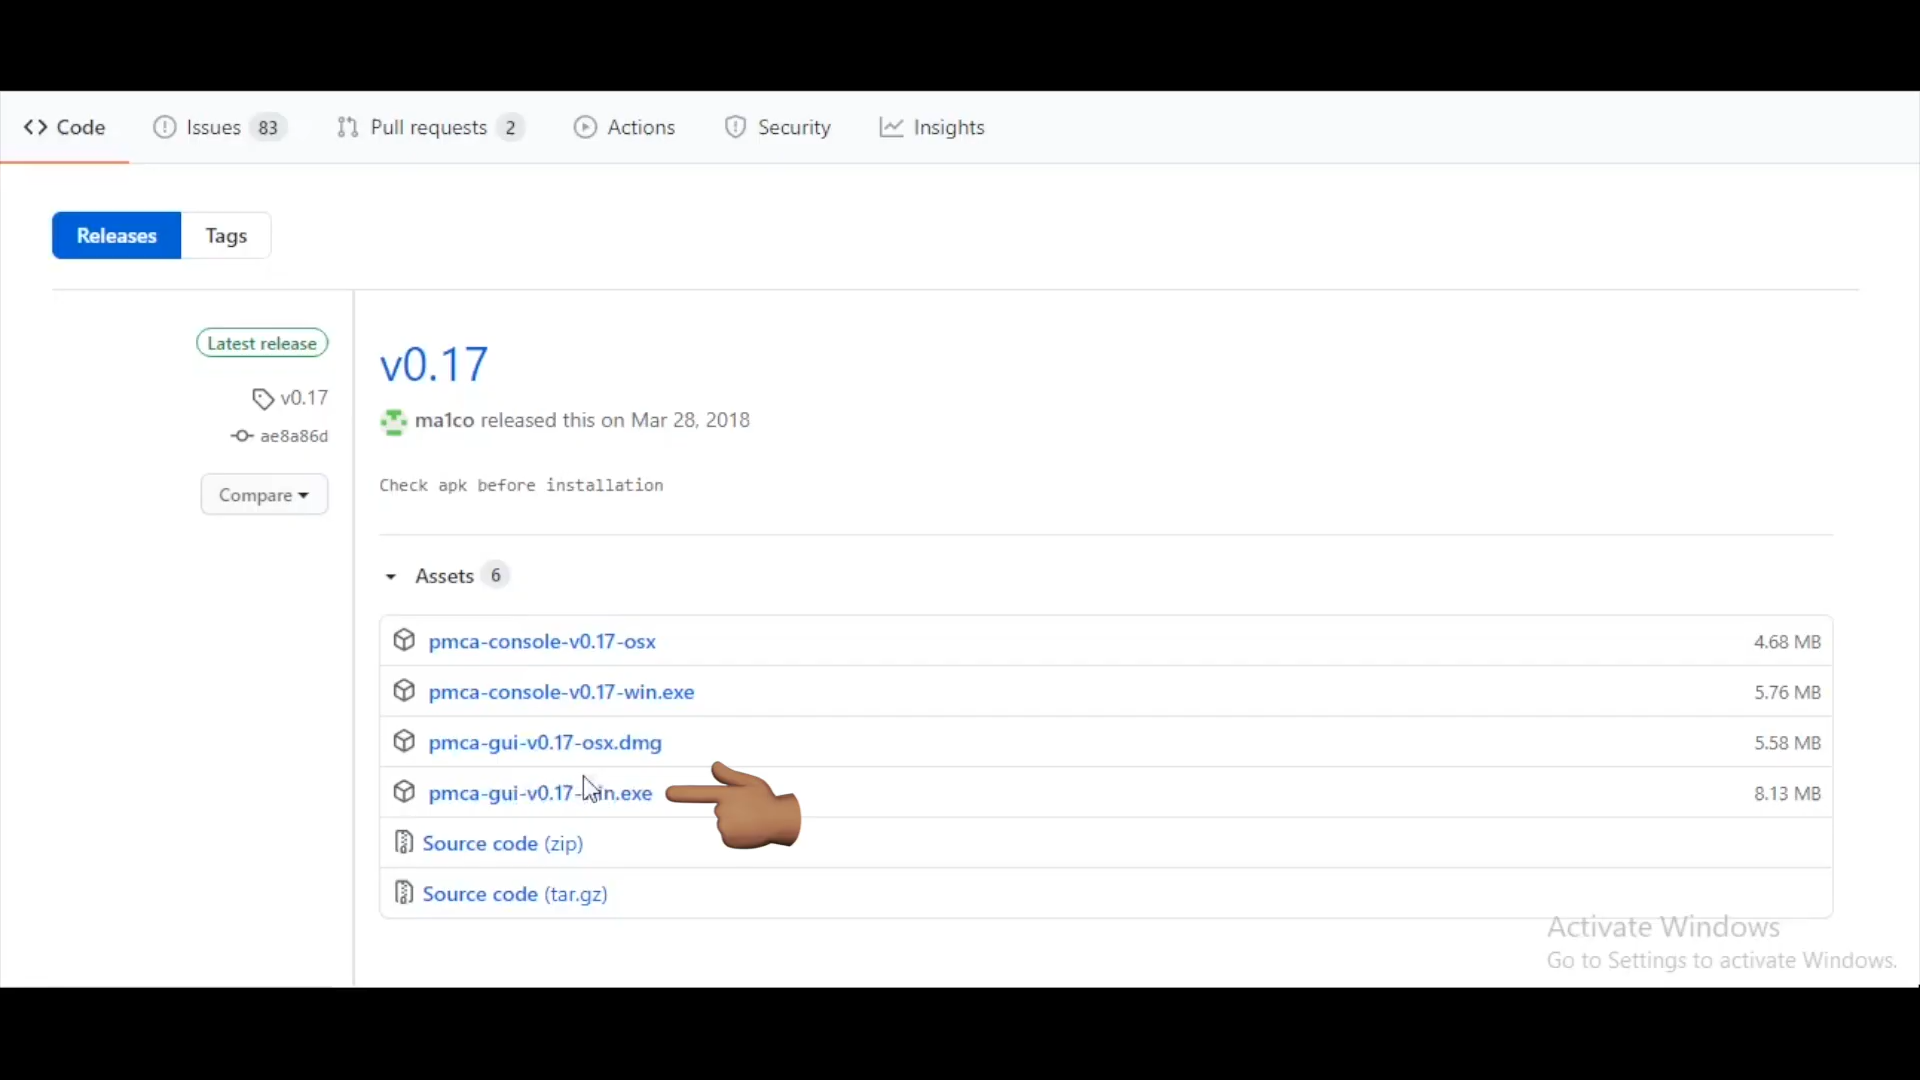 Code
Issues 83
Pull requests 2
Actions
Security
Insights
Releases
Tags
Latest release
v0.17
ae8a86d
Compare
v0.17
ma1co released this on Mar 28, 2018
Check apk before installation
Assets 6
pmca-console-v0.17-osx 4.68 MB
pmca-console-v0.17-win.exe 5.76 MB
pmca-gui-v0.17-osx.dmg 5.58 MB
pmca-gui-v0.17-win.exe 8.13 MB
Source code (zip)
Source code (tar.gz)
Activate Windows
Go to Settings to activate Windows.